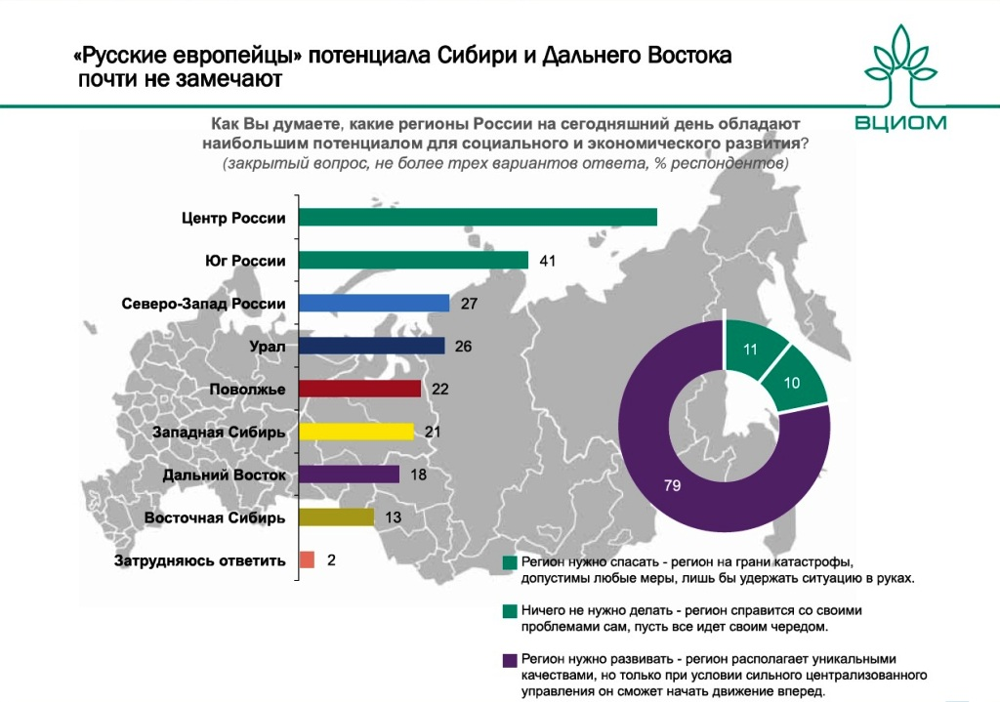 «Русские европейцы» потенциала Сибири и Дальнего Востока
почти не замечают
ВЦИОМ
Как Вы думаете, какие регионы России на сегодняшний день обладают
наибольшим потенциалом для социального и экономического развития?
(закрытый вопрос, не более трех вариантов ответа, % респондентов)
Центр России
Юг России 41
Северо-Запад России 27
Урал 26
Поволжье 22
Западная Сибирь 21
Дальний Восток 18
Восточная Сибирь 13
Затрудняюсь ответить 2
11
10
79
Регион нужно спасать - регион на грани катастрофы,
допустимы любые меры, лишь бы удержать ситуацию в руках.
Ничего не нужно делать - регион справится со своими
проблемами сам, пусть все идет своим чередом.
Регион нужно развивать - регион располагает уникальными
качествами, но только при условии сильного централизованного
управления он сможет начать движение вперед.